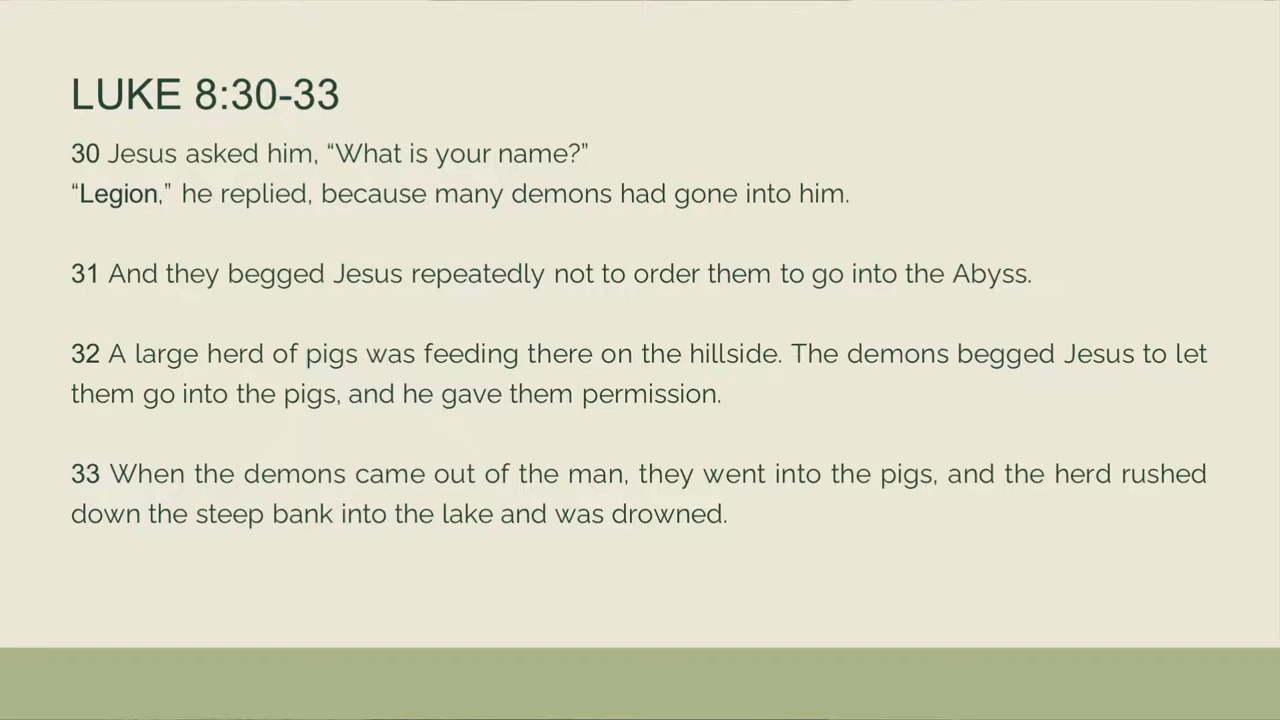 LUKE 8:30-33
30 Jesus asked him, “What is your name?”
“Legion,” he replied, because many demons had gone into him.
31 And they begged Jesus repeatedly not to order them to go into the Abyss.
32 A large herd of pigs was feeding there on the hillside. The demons begged Jesus to let
them go into the pigs, and he gave them permission.
33 When the demons came out of the man, they went into the pigs, and the herd rushed
down the steep bank into the lake and was drowned.